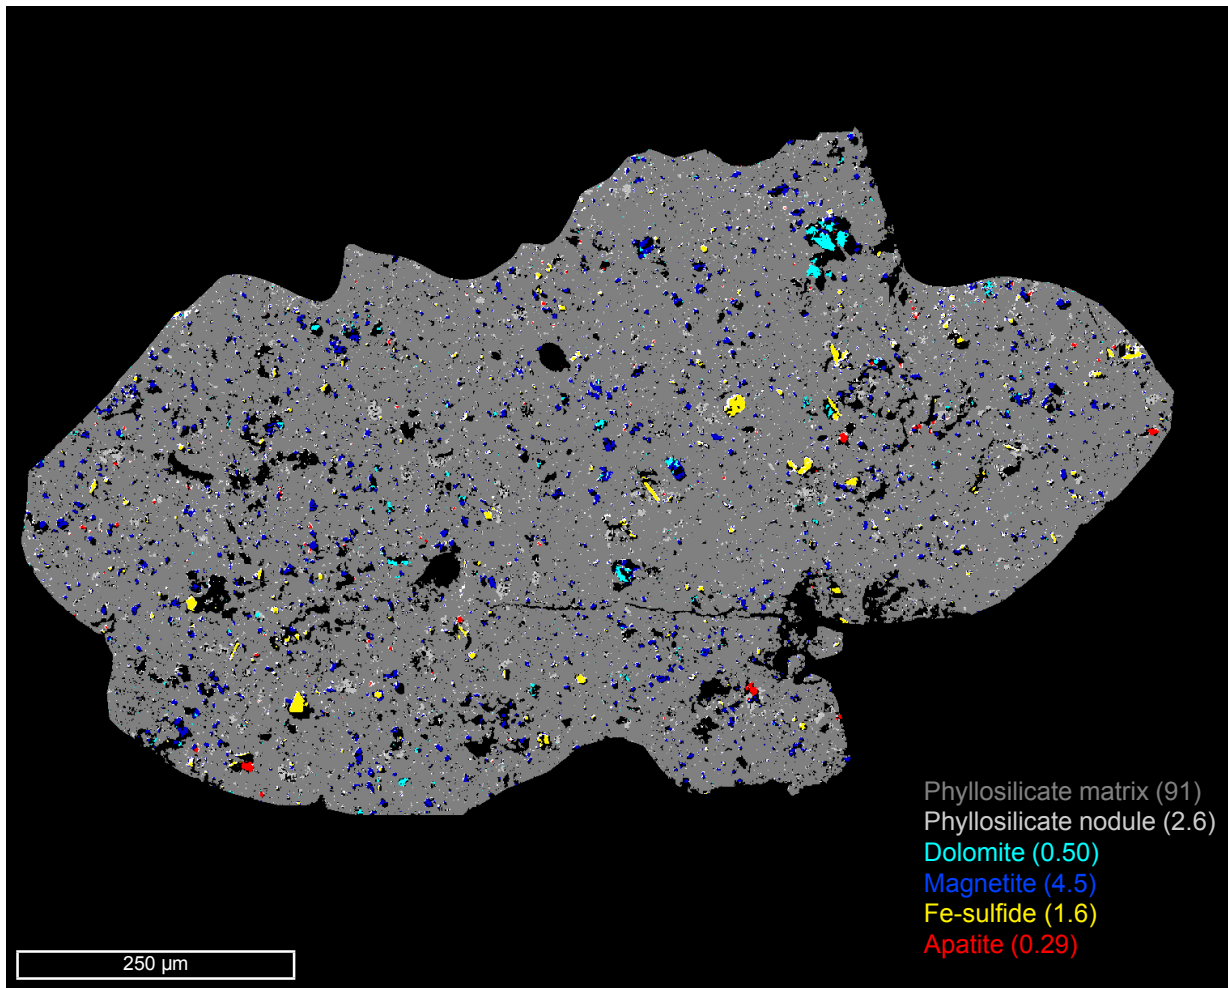 Phyllosilicate matrix (91)
Phyllosilicate nodule (2.6)
Dolomite (0.50)
Magnetite (4.5)
Fe-sulfide (1.6)
Apatite (0.29)
250 µm